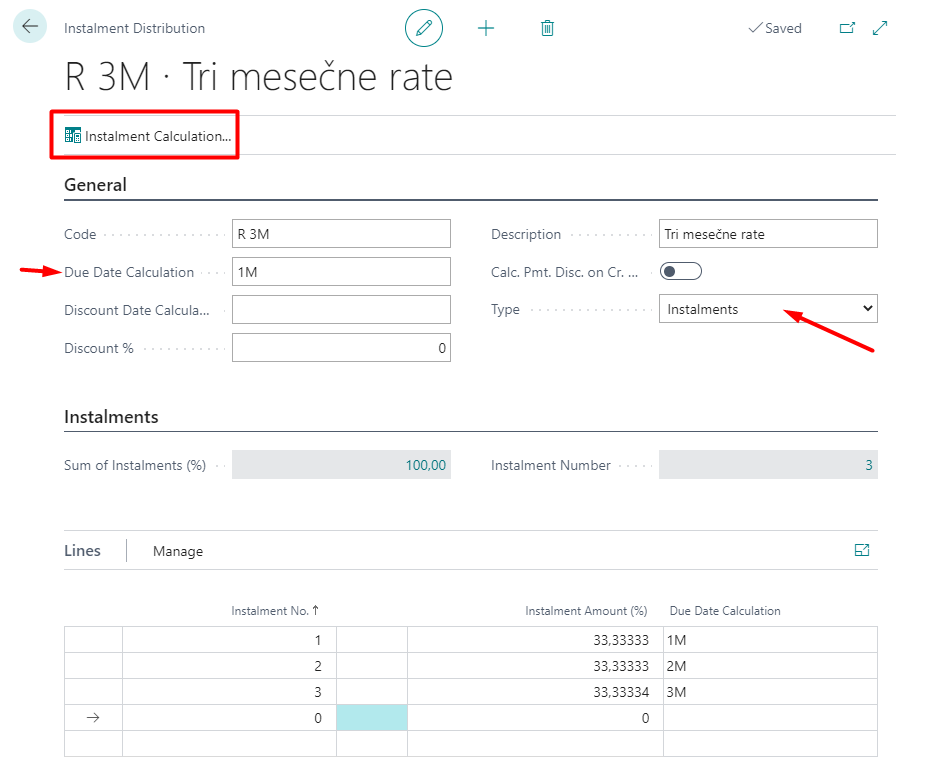 Instalment Distribution
Saved
R 3M · Tri mesečne rate
Instalment Calculation...
General
Code R 3M
Description Tri mesečne rate
Due Date Calculation 1M
Calc. Pmt. Disc. on Cr. ...
Discount Date Calcula...
Type Instalments
Discount % 0
Instalments
Sum of Instalments (%) 100,00
Instalment Number 3
Lines Manage
Instalment No. ↑ Instalment Amount (%) Due Date Calculation
1 33,33333 1M
2 33,33333 2M
3 33,33334 3M
0 0